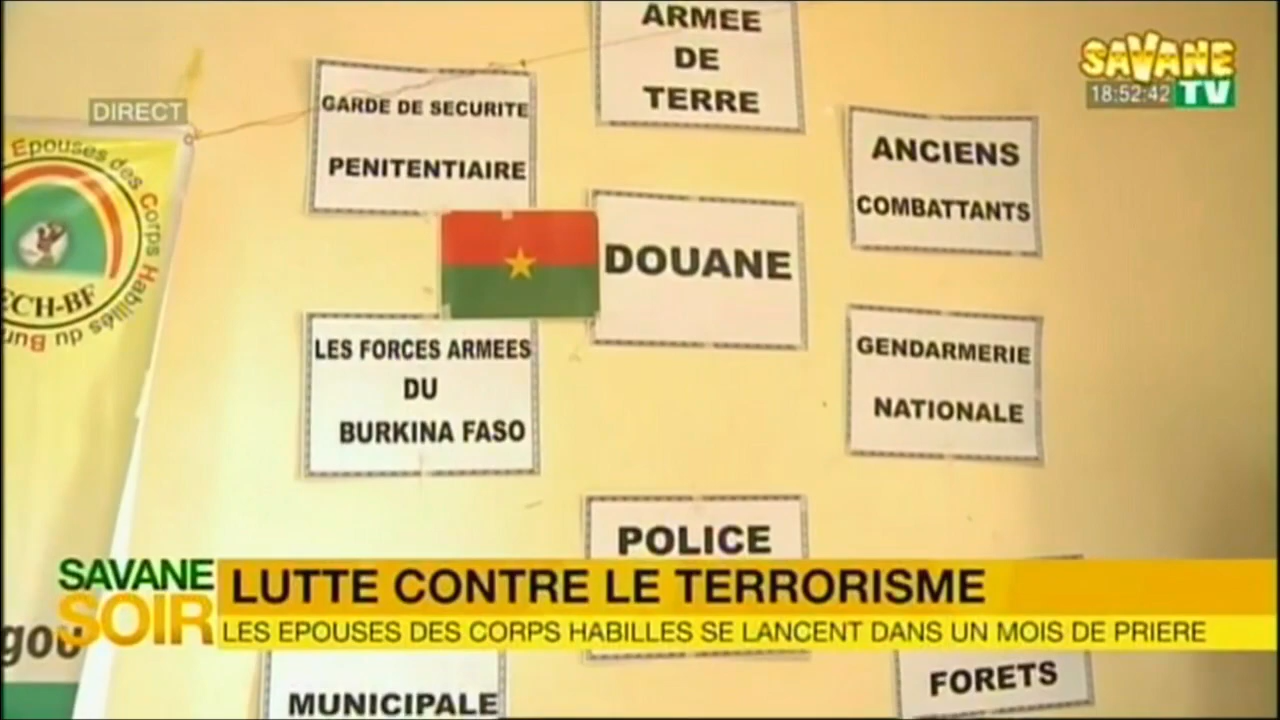 DIRECT
SAVANE
18:52:42 TV
Epouses des Corps Habillés du Bur
ECH-BF
GARDE DE SECURITE
PENITENTIAIRE
ARMEE
DE
TERRE
ANCIENS
COMBATTANTS
DOUANE
LES FORCES ARMEES
DU
BURKINA FASO
GENDARMERIE
NATIONALE
POLICE
SAVANE
SOIR
LUTTE CONTRE LE TERRORISME
LES EPOUSES DES CORPS HABILLES SE LANCENT DANS UN MOIS DE PRIERE
gou
MUNICIPALE
FORETS